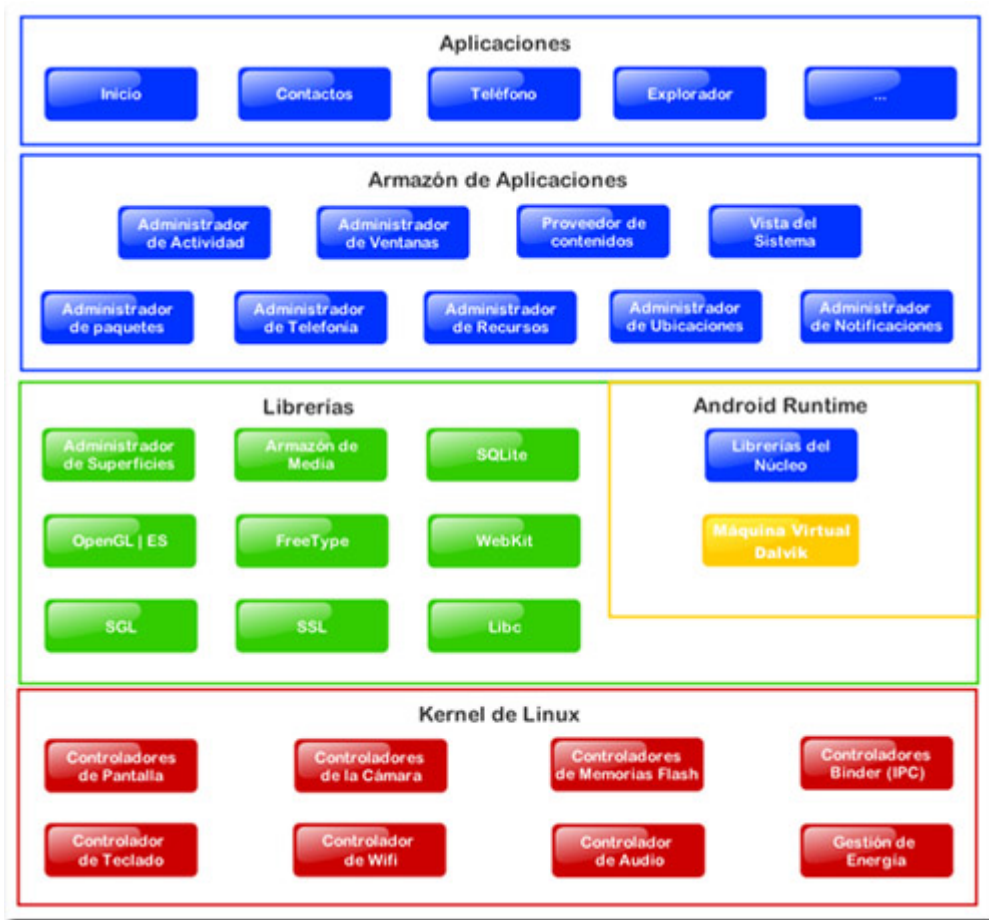 Aplicaciones
Inicio
Contactos
Teléfono
Explorador
...
Armazón de Aplicaciones
Administrador
de Actividad
Administrador
de Ventanas
Proveedor de
contenidos
Vista del
Sistema
Administrador
de paquetes
Administrador
de Telefonía
Administrador
de Recursos
Administrador
de Ubicaciones
Administrador
de Notificaciones
Librerías
Administrador
de Superficies
Armazón de
Media
SQLite
OpenGL | ES
FreeType
WebKit
SGL
SSL
Libc
Android Runtime
Librerías del
Núcleo
Máquina Virtual
Dalvik
Kernel de Linux
Controladores
de Pantalla
Controladores
de la Cámara
Controladores
de Memorias Flash
Controladores
Binder (IPC)
Controlador
de Teclado
Controlador
de Wifi
Controlador
de Audio
Gestión de
Energía